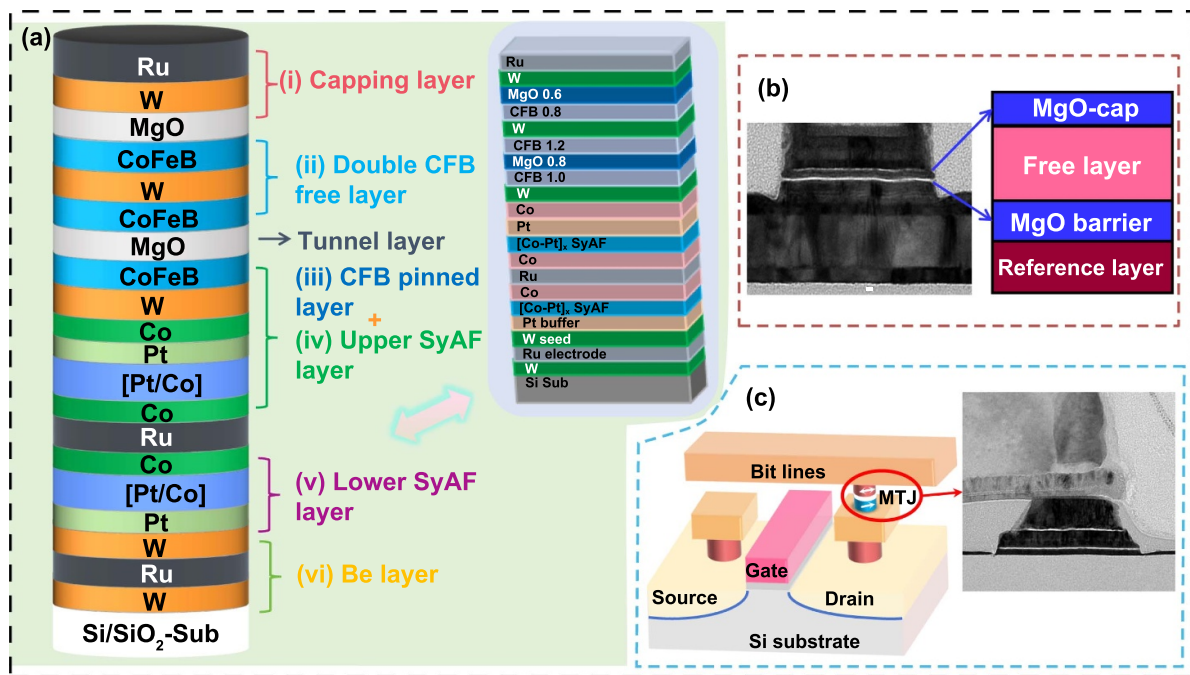 (a)
Ru
W
MgO
CoFeB
W
CoFeB
MgO
CoFeB
W
Co
Pt
[Pt/Co]
Co
Ru
Co
[Pt/Co]
Pt
W
Ru
W
Si/SiO2-Sub
(i) Capping layer
(ii) Double CFB
free layer
Tunnel layer
(iii) CFB pinned
layer
+
(iv) Upper SyAF
layer
(v) Lower SyAF
layer
(vi) Be layer
Ru
W
MgO 0.6
CFB 0.8
W
CFB 1.2
MgO 0.8
CFB 1.0
W
Co
Pt
[Co-Pt]x SyAF
Co
Ru
Co
[Co-Pt]x SyAF
Pt buffer
W seed
Ru electrode
W
Si Sub
(b)
MgO-cap
Free layer
MgO barrier
Reference layer
(c)
Bit lines
MTJ
Gate
Source
Drain
Si substrate